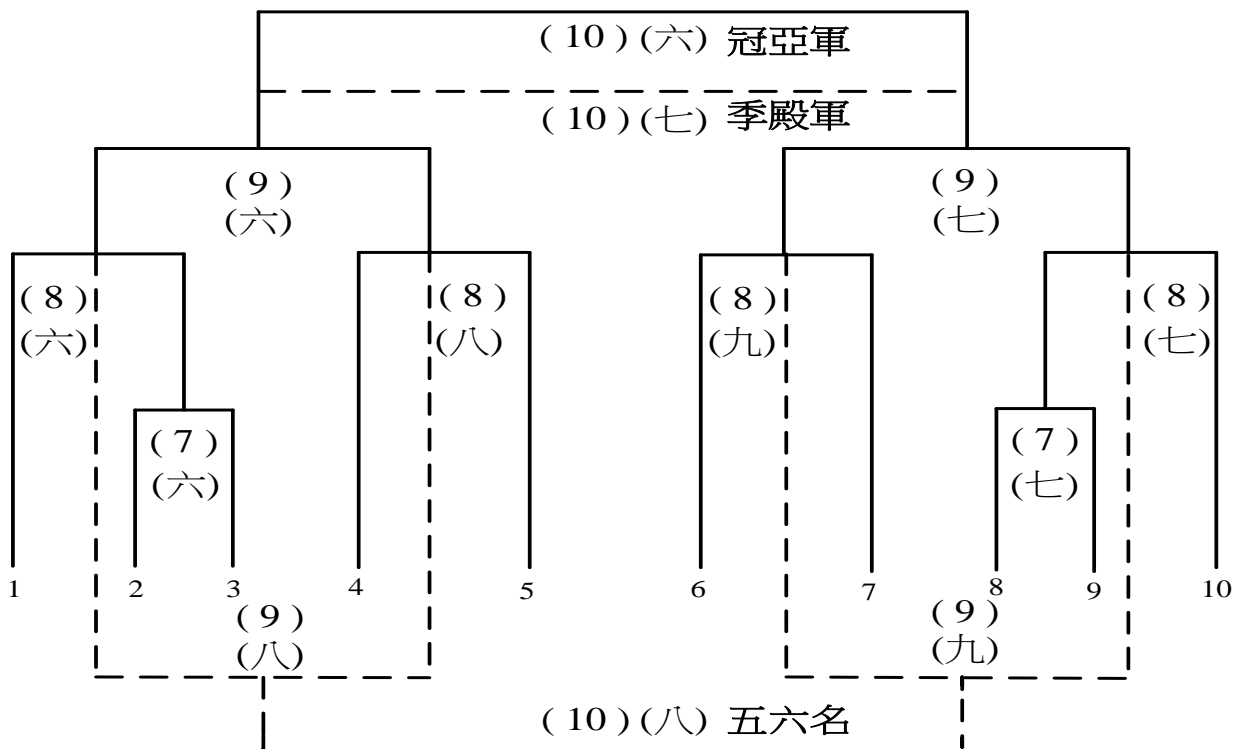 ( 10 ) (六) 冠亞軍
( 10 ) (七) 季殿軍
( 9 )
(六)
( 9 )
(七)
( 8 )
(六)
( 8 )
(八)
( 8 )
(九)
( 8 )
(七)
( 7 )
(六)
( 7 )
(七)
1 2 3 4 5 6 7 8 9 10
( 9 )
(八)
( 9 )
(九)
( 10 ) (八) 五六名